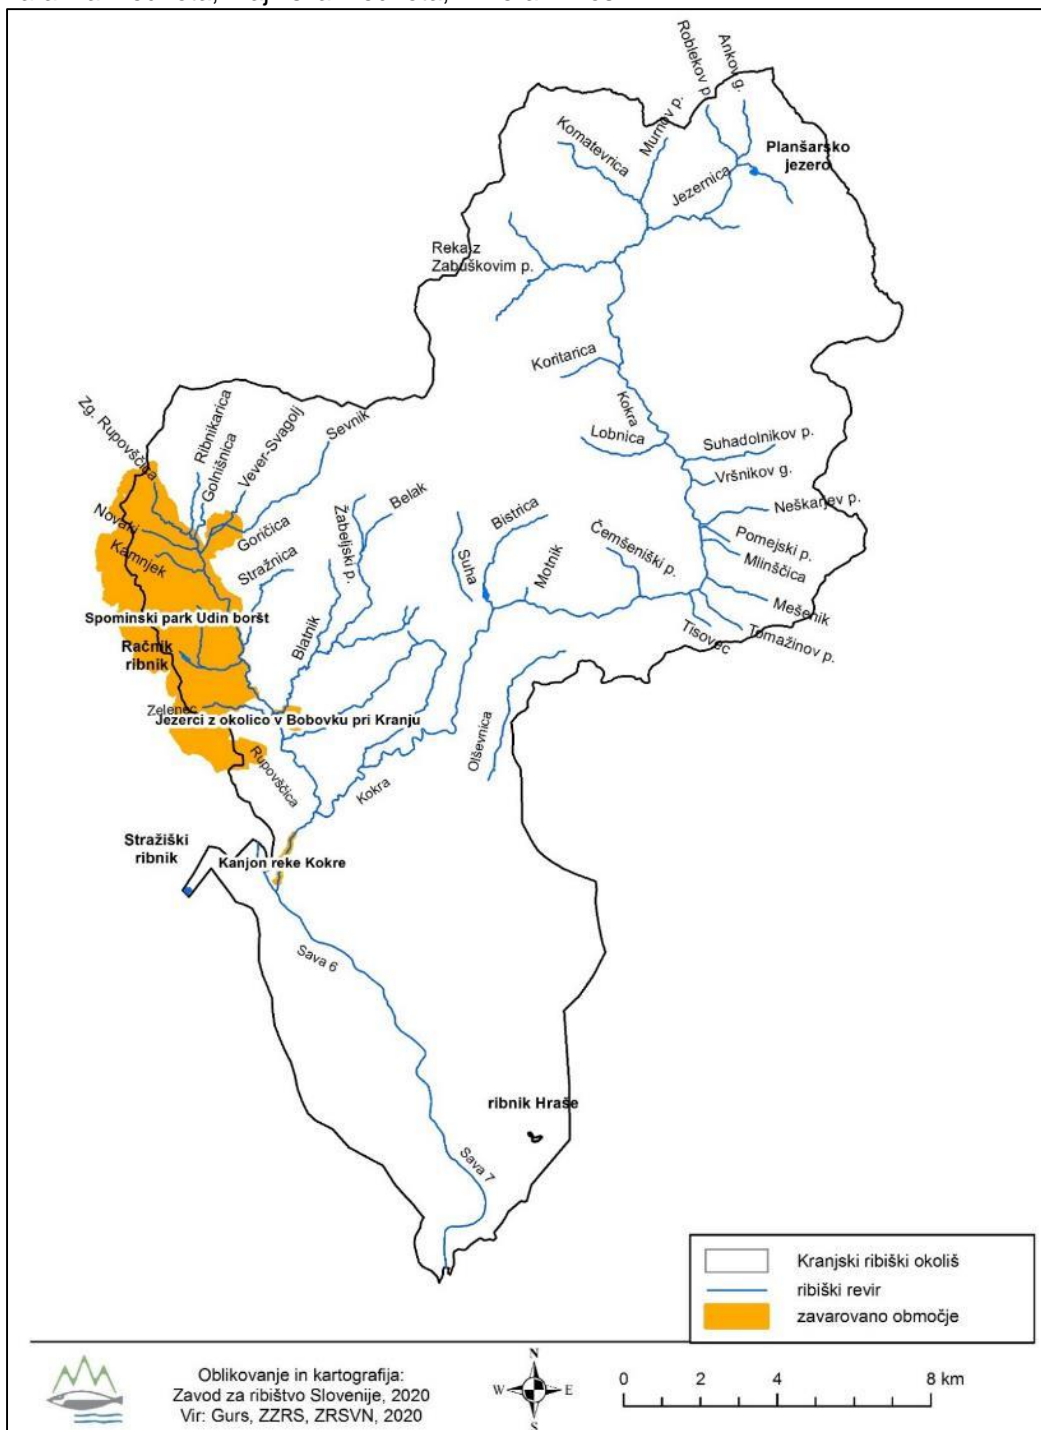 Roblekov p.
Ankov g.
Murnov p.
Komatevrica
Planšarsko
jezero
Jezernica
Reka z
Zabuškovim p.
Koritarica
Kokra
Lobnica
Suhadolnikov p.
Vršnikov g.
Neškarjev p.
Pomejski p.
Mlinščica
Mešenik
Tomažinov p.
Tisovec
Čemšeniški p.
Motnik
Bistrica
Suha
Belak
Žabeljski p.
Sevnik
Vever-Svagolj
Golnišnica
Ribnikarica
Zg. Rupovščica
Novaki
Kamnjek
Goričica
Stražnica
Spominski park Udin boršt
Blatnik
Račnik
ribnik
Zelenec
Jezerci z okolico v Bobovku pri Kranju
Olševnica
Rupovščica
Kokra
Stražiški
ribnik
Kanjon reke Kokre
Sava 6
ribnik Hraše
Sava 7
Kranjski ribiški okoliš
ribiški revir
zavarovano območje
Oblikovanje in kartografija:
Zavod za ribištvo Slovenije, 2020
Vir: Gurs, ZZRS, ZRSVN, 2020
N
W E
S
0 2 4 8 km